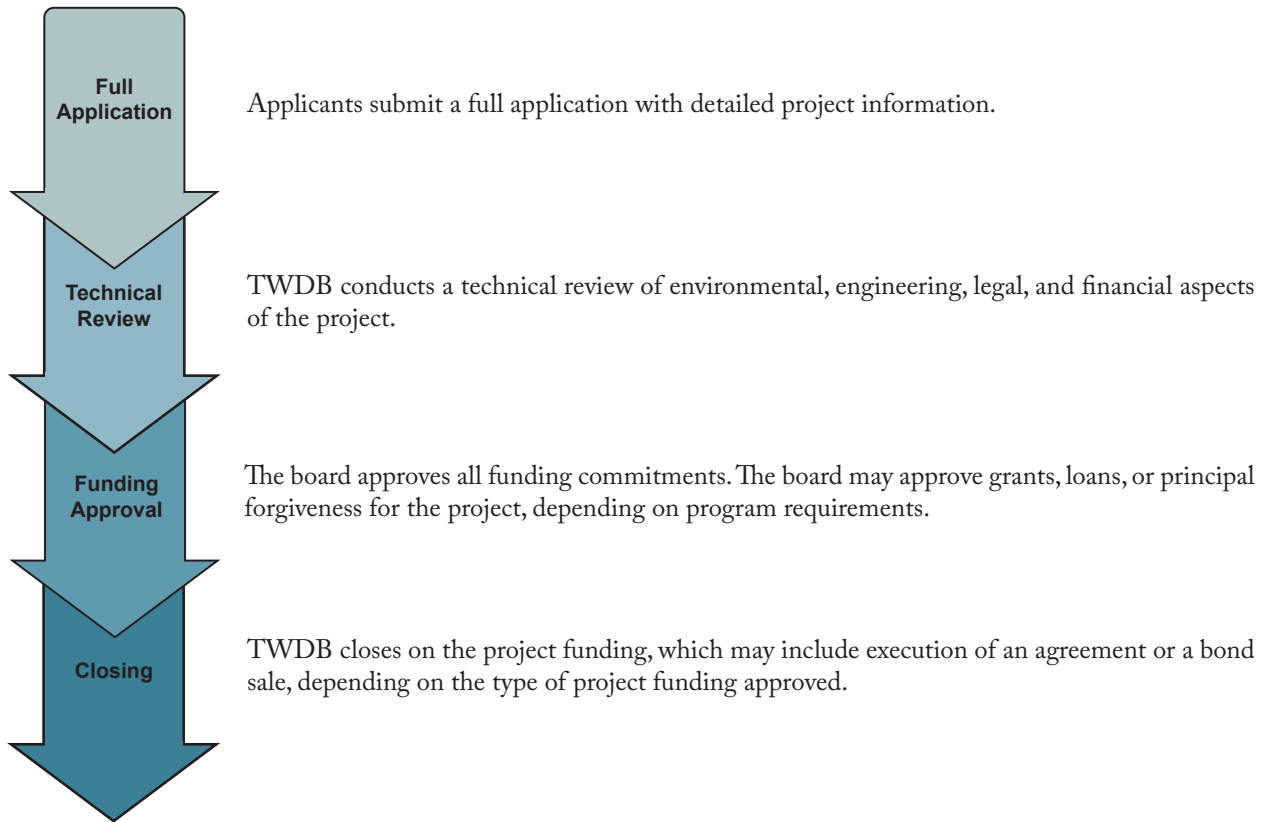 Full
Application
Applicants submit a full application with detailed project information.
Technical
Review
TWDB conducts a technical review of environmental, engineering, legal, and financial aspects
of the project.
Funding
Approval
The board approves all funding commitments. The board may approve grants, loans, or principal
forgiveness for the project, depending on program requirements.
Closing
TWDB closes on the project funding, which may include execution of an agreement or a bond
sale, depending on the type of project funding approved.